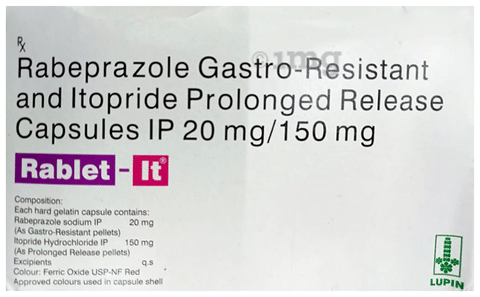 Rx
1mg
Rabeprazole Gastro-Resistant
and Itopride Prolonged Release
Capsules IP 20 mg/150 mg
Rablet-It®
Composition:
Each hard gelatin capsule contains:
Rabeprazole sodium IP 20 mg
(As Gastro-Resistant pellets)
Itopride Hydrochloride IP 150 mg
(As Prolonged Release pellets)
Excipients q.s
Colour: Ferric Oxide USP-NF Red
Approved colours used in capsule shell
LUPIN